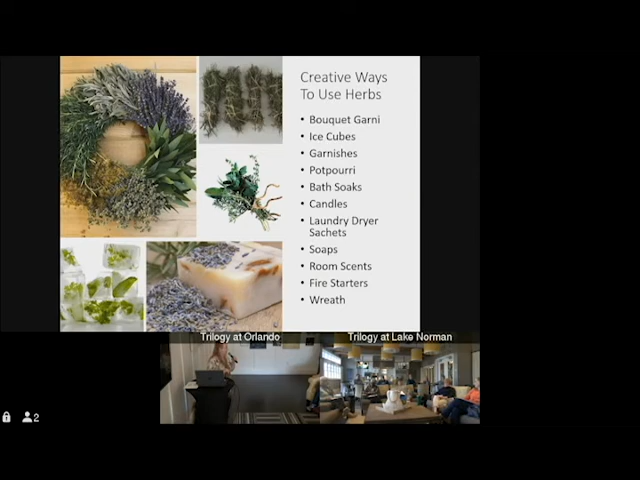 Creative Ways
To Use Herbs
• Bouquet Garni
• Ice Cubes
• Garnishes
• Potpourri
• Bath Soaks
• Candles
• Laundry Dryer
Sachets
• Soaps
• Room Scents
• Fire Starters
• Wreath
Trilogy at Orlando
Trilogy at Lake Norman
2